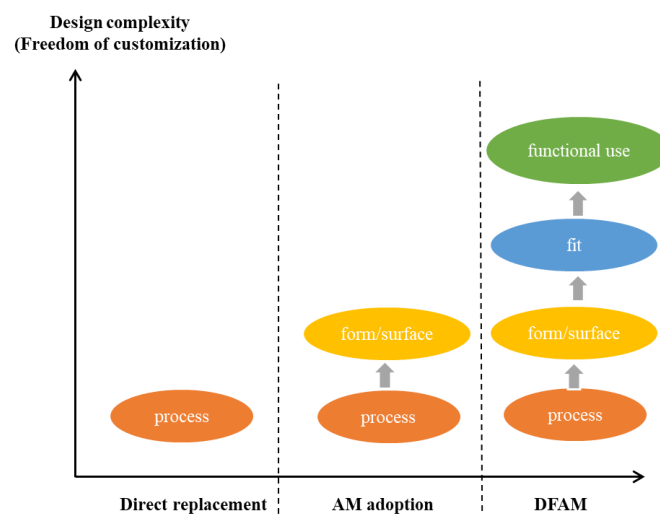 Design complexity
(Freedom of customization)
functional use
fit
form/surface
form/surface
process
process
process
Direct replacement
AM adoption
DFAM